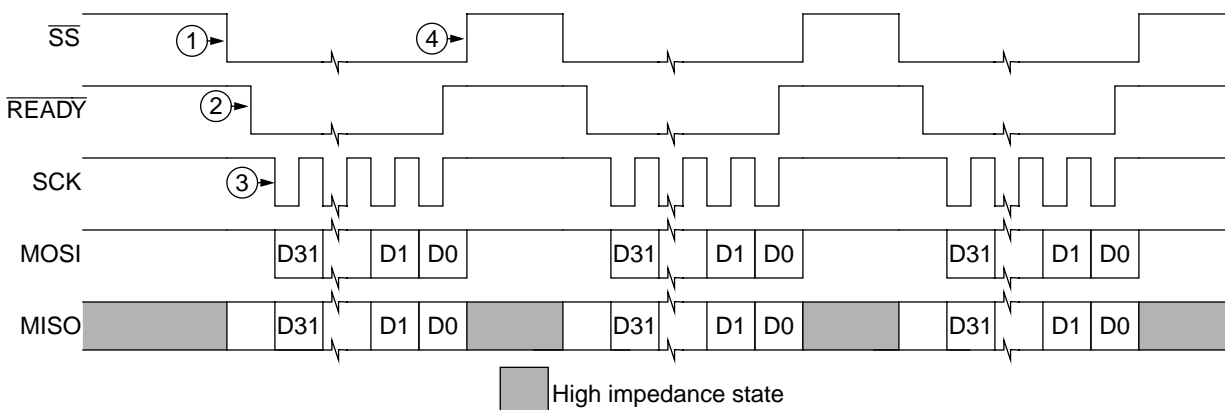 SS
1
4
READY
2
SCK
3
MOSI D31 D1 D0 D31 D1 D0 D31 D1 D0
MISO D31 D1 D0 D31 D1 D0 D31 D1 D0
High impedance state